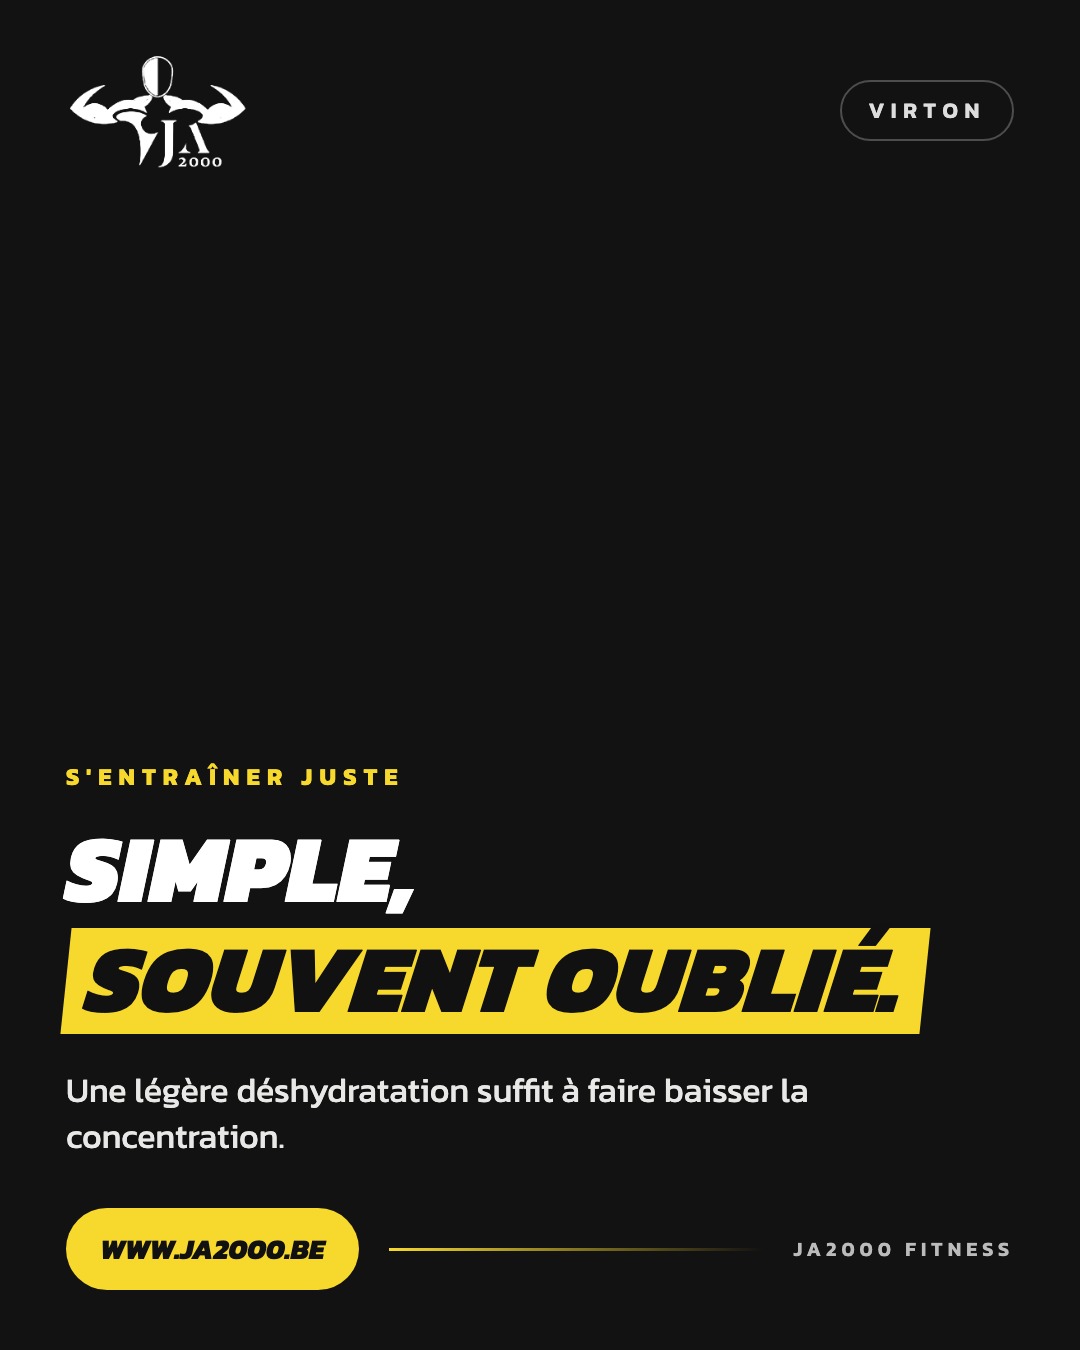 JA
2000
VIRTON
S'ENTRAÎNER JUSTE
SIMPLE,
SOUVENT OUBLIÉ.
Une légère déshydratation suffit à faire baisser la
concentration.
WWW.JA2000.BE
JA2000 FITNESS